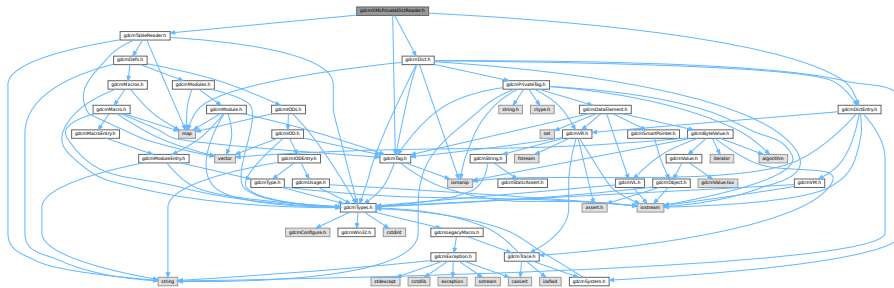 gdcmXMLPrivateDictReader.h
gdcmTableReader.h
gdcmDefs.h
gdcmDict.h
gdcmMacros.h
gdcmModules.h
gdcmPrivateTag.h
gdcmMacro.h
gdcmModule.h
gdcmIODs.h
string.h
ctype.h
gdcmDataElement.h
gdcmDictEntry.h
gdcmMacroEntry.h
map
gdcmIOD.h
set
gdcmVR.h
gdcmSmartPointer.h
gdcmByteValue.h
gdcmModuleEntry.h
vector
gdcmIODEntry.h
gdcmTag.h
gdcmString.h
fstream
gdcmValue.h
iterator
algorithm
gdcmType.h
gdcmUsage.h
iomanip
gdcmStaticAssert.h
gdcmVL.h
gdcmObject.h
gdcmValue.txx
gdcmVM.h
gdcmTypes.h
assert.h
iostream
gdcmConfigure.h
gdcmWin32.h
cstdint
gdcmLegacyMacro.h
gdcmException.h
gdcmTrace.h
string
stdexcept
cstdlib
exception
sstream
cassert
iosfwd
gdcmSystem.h